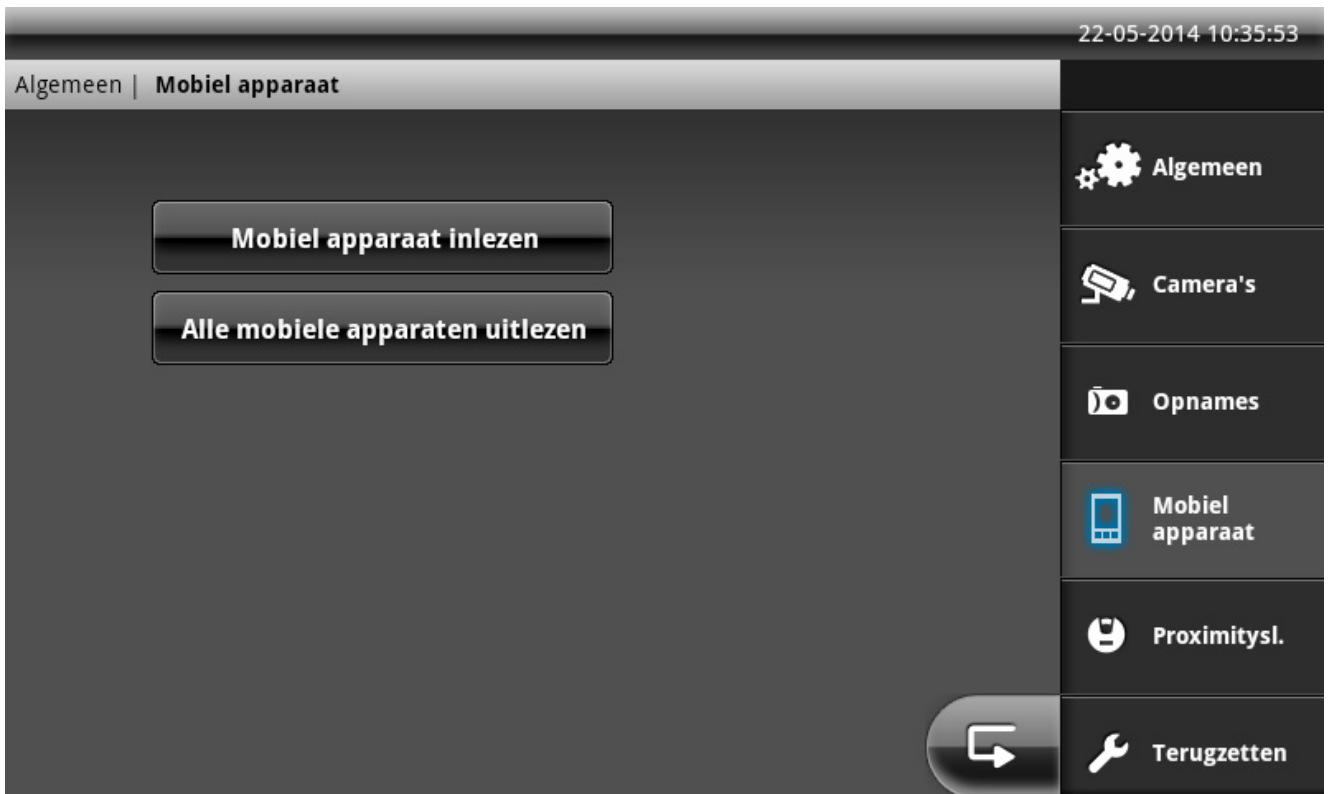 22-05-2014 10:35:53
Algemeen | Mobiel apparaat
Mobiel apparaat inlezen
Alle mobiele apparaten uitlezen
Algemeen
Camera's
Opnames
Mobiel
apparaat
Proximitysl.
Terugzetten